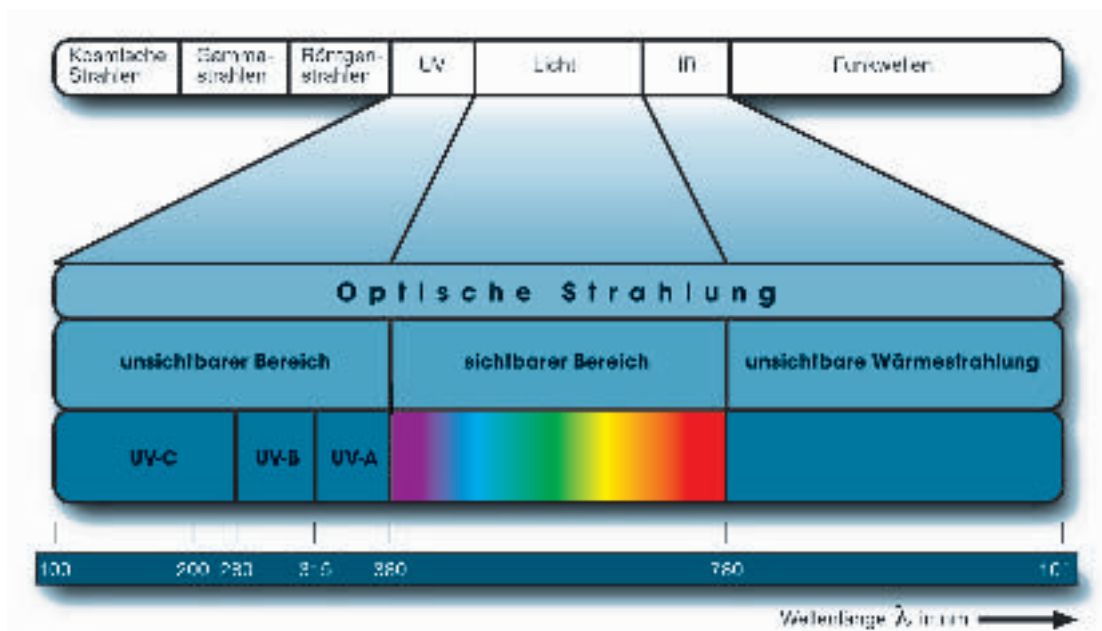 Kosmische
Strahlen
Gamma-
strahlen
Röntgen-
strahlen
UV
Licht
IR
Funkwellen
Optische Strahlung
unsichtbarer Bereich
sichtbarer Bereich
unsichtbare Wärmestrahlung
UV-C
UV-B
UV-A
100
200
280
315
380
780
Wellenlänge λ in nm